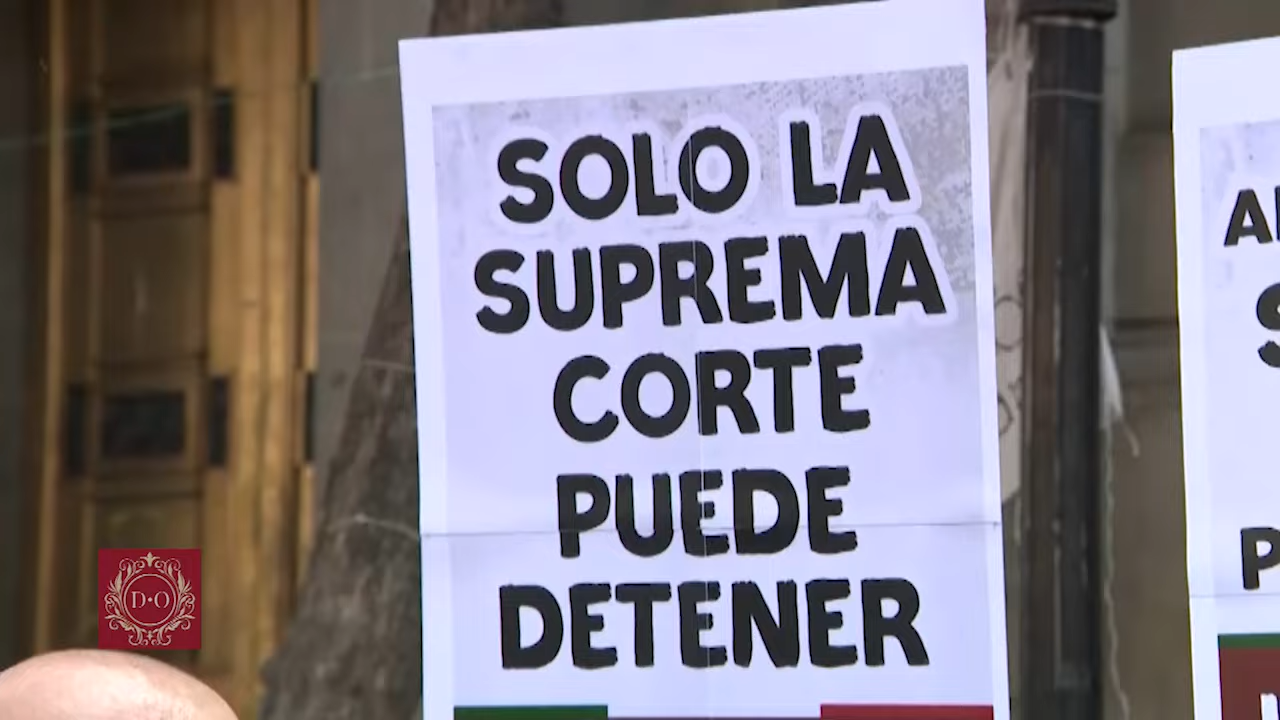 SOLO LA
SUPREMA
CORTE
PUEDE
DETENER
D·O